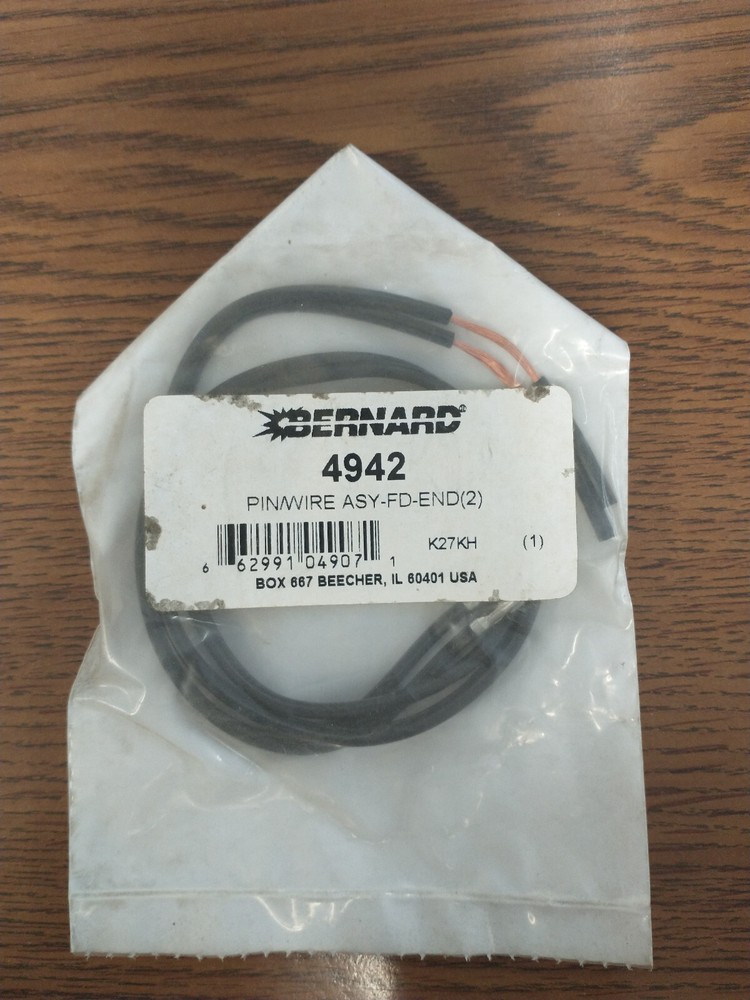 BERNARD®
4942
PIN/WIRE ASY-FD-END(2)
6 62991 04907 1 K27KH (1)
BOX 667 BEECHER, IL 60401 USA